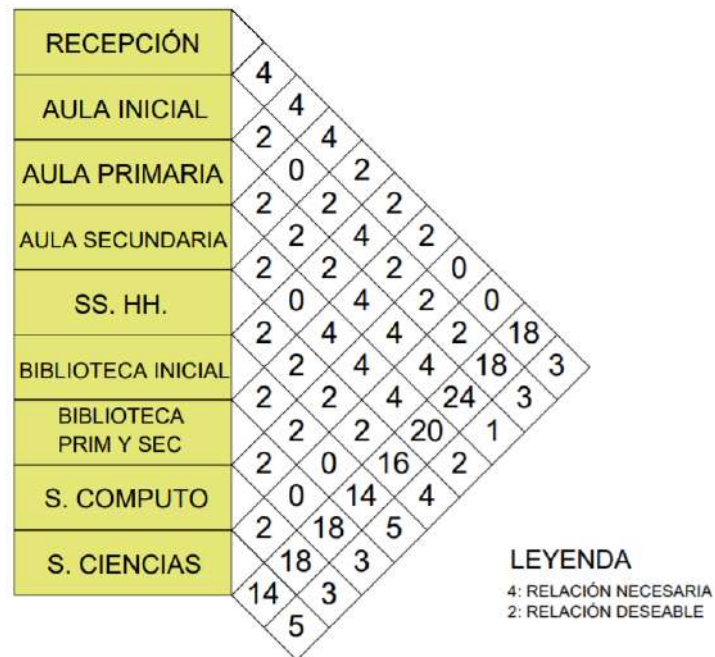 RECEPCIÓN
4
AULA INICIAL 4
2 4
AULA PRIMARIA 0 2
2 2 2
AULA SECUNDARIA 2 4 2
2 2 2 0
SS. HH. 0 4 2 0
2 4 4 2 18
BIBLIOTECA INICIAL 2 4 4 18 3
2 2 4 24 3
BIBLIOTECA
PRIM Y SEC 2 2 20 1
2 0 16 2
S. COMPUTO 0 14 4
2 18 5
S. CIENCIAS 18 3
14 3
5
LEYENDA
4: RELACIÓN NECESARIA
2: RELACIÓN DESEABLE